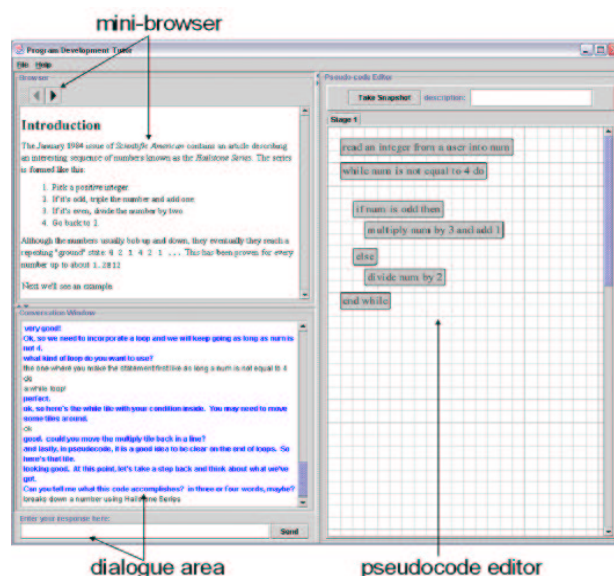 mini-browser
Program Development Tutor
File Help
Browser
Introduction
The January 1984 issue of Scientific American contains an article describing
an interesting sequence of numbers known as the Hailstone Series. The series
is formed like this:
1. Pick a positive integer.
2. If it's odd, triple the number and add one
3. If it's even, divide the number by two.
4. Go back to 2.
Although the numbers usually bob up and down, they eventually they reach a
repeating "ground" state 4 2 1 4 2 1 ... This has been proven for every
number up to about 1.2E12
Next we'll see an example
Conversation Window
very good!
Ok, so we need to incorporate a loop and we will keep going as long as num is
not 4.
what kind of loop do you want to use?
the one where you make the statement first like as long a num is not equal to 4
ok
a while loop!
perfect.
ok, so here's the while tile with your condition inside. You may need to move
some tiles around.
ok
good. could you move the multiply tile back in a line?
and lastly, in pseudocode, it is a good idea to be clear on the end of loops. So
here's that tile.
looking good. At this point, let's take a step back and think about what we've
got.
Can you tell me what this code accomplishes? in three or four words, maybe?
breaks down a number using Hailstone Series
Enter your response here:
Send
dialogue area
Pseudo-code Editor
Take Snapshot description:
Stage 1
read an integer from a user into num
while num is not equal to 4 do
if num is odd then
multiply num by 3 and add 1
else
divide num by 2
end while
pseudocode editor